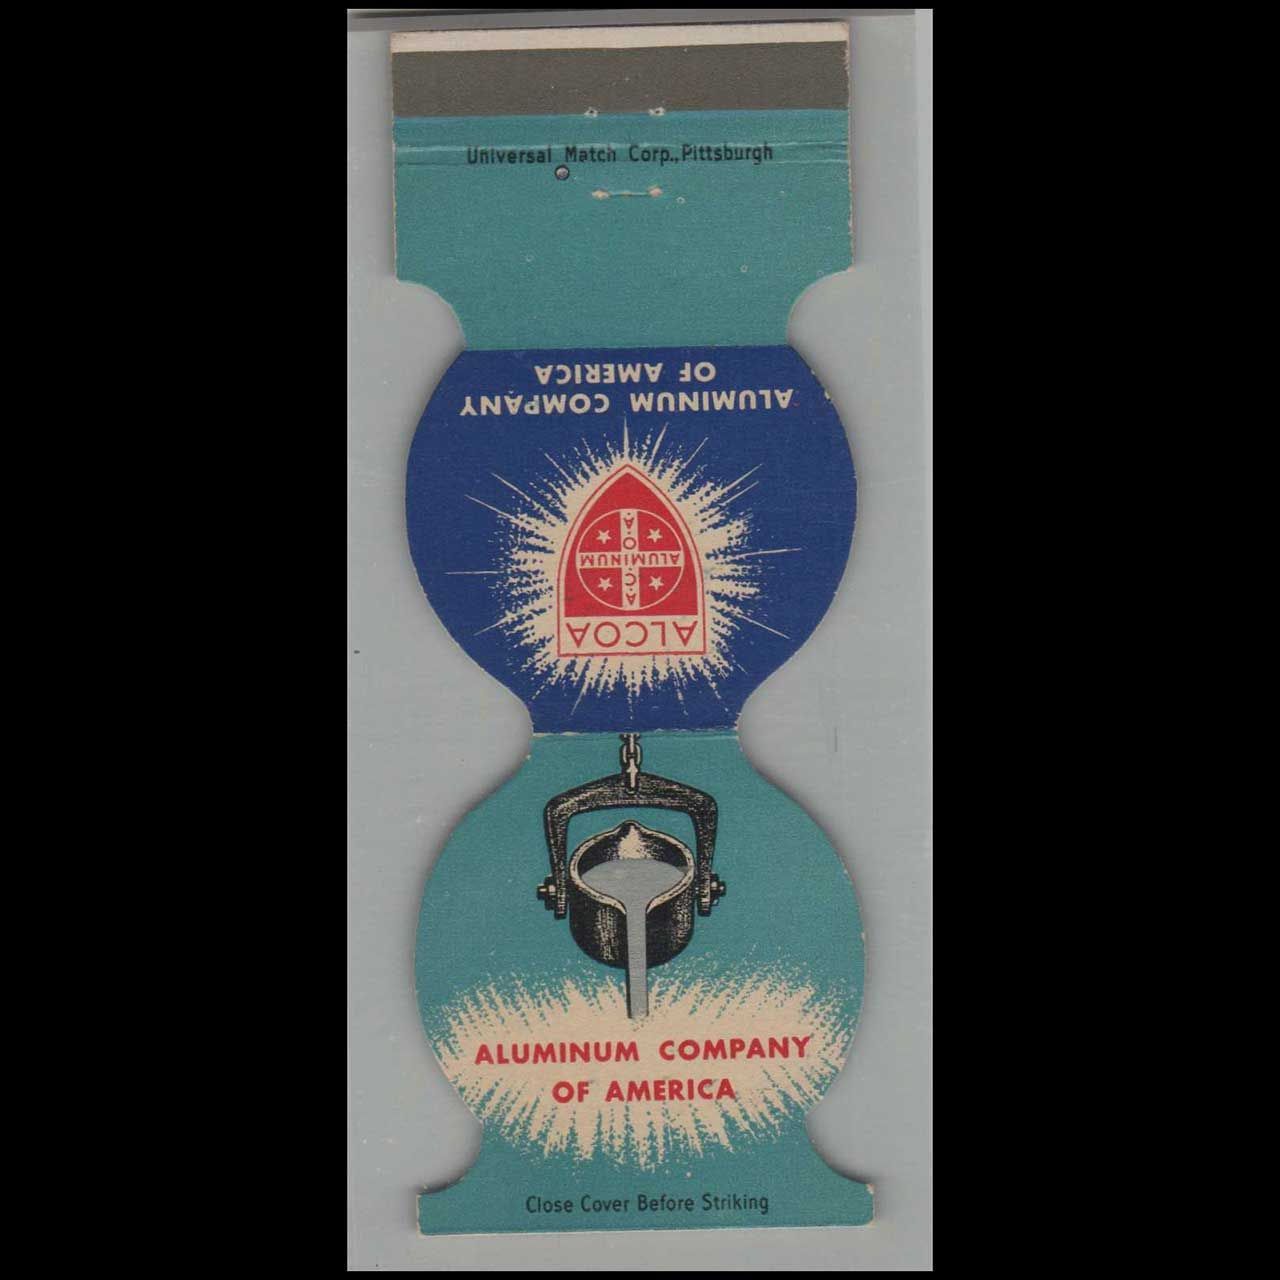 Universal Match Corp., Pittsburgh
ALUMINUM COMPANY
OF AMERICA
A.
O.
ALUMINUM
C.
A.
ALCOA
ALUMINUM COMPANY
OF AMERICA
Close Cover Before Striking